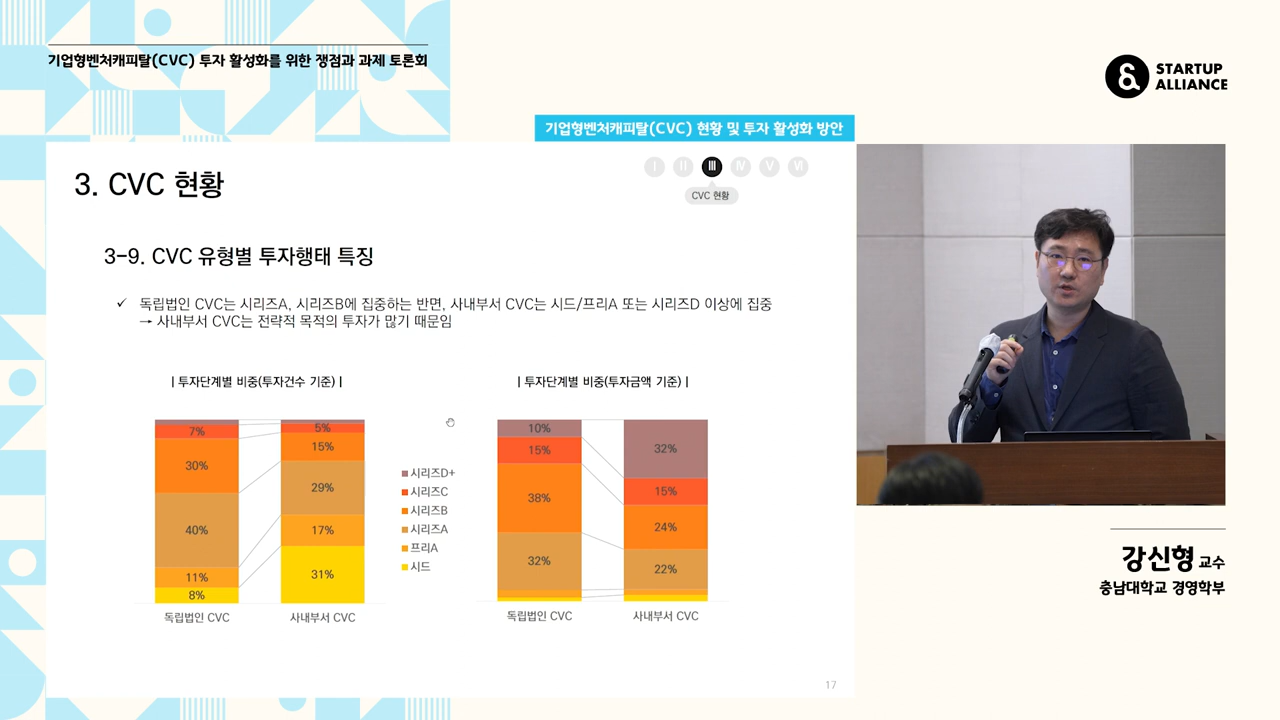 기업형벤처캐피탈(CVC) 투자 활성화를 위한 쟁점과 과제 토론회
STARTUP
ALLIANCE
기업형벤처캐피탈(CVC) 현황 및 투자 활성화 방안
I II III IV V VI
CVC 현황
3. CVC 현황
3-9. CVC 유형별 투자행태 특징
✓ 독립법인 CVC는 시리즈A, 시리즈B에 집중하는 반면, 사내부서 CVC는 시드/프리A 또는 시리즈D 이상에 집중
→ 사내부서 CVC는 전략적 목적의 투자가 많기 때문임
| 투자단계별 비중(투자건수 기준) |
7%
30%
40%
11%
8%
독립법인 CVC
5%
15%
29%
17%
31%
사내부서 CVC
시리즈D+
시리즈C
시리즈B
시리즈A
프리A
시드
| 투자단계별 비중(투자금액 기준) |
10%
15%
38%
32%
독립법인 CVC
32%
15%
24%
22%
사내부서 CVC
17
강신형 교수
충남대학교 경영학부